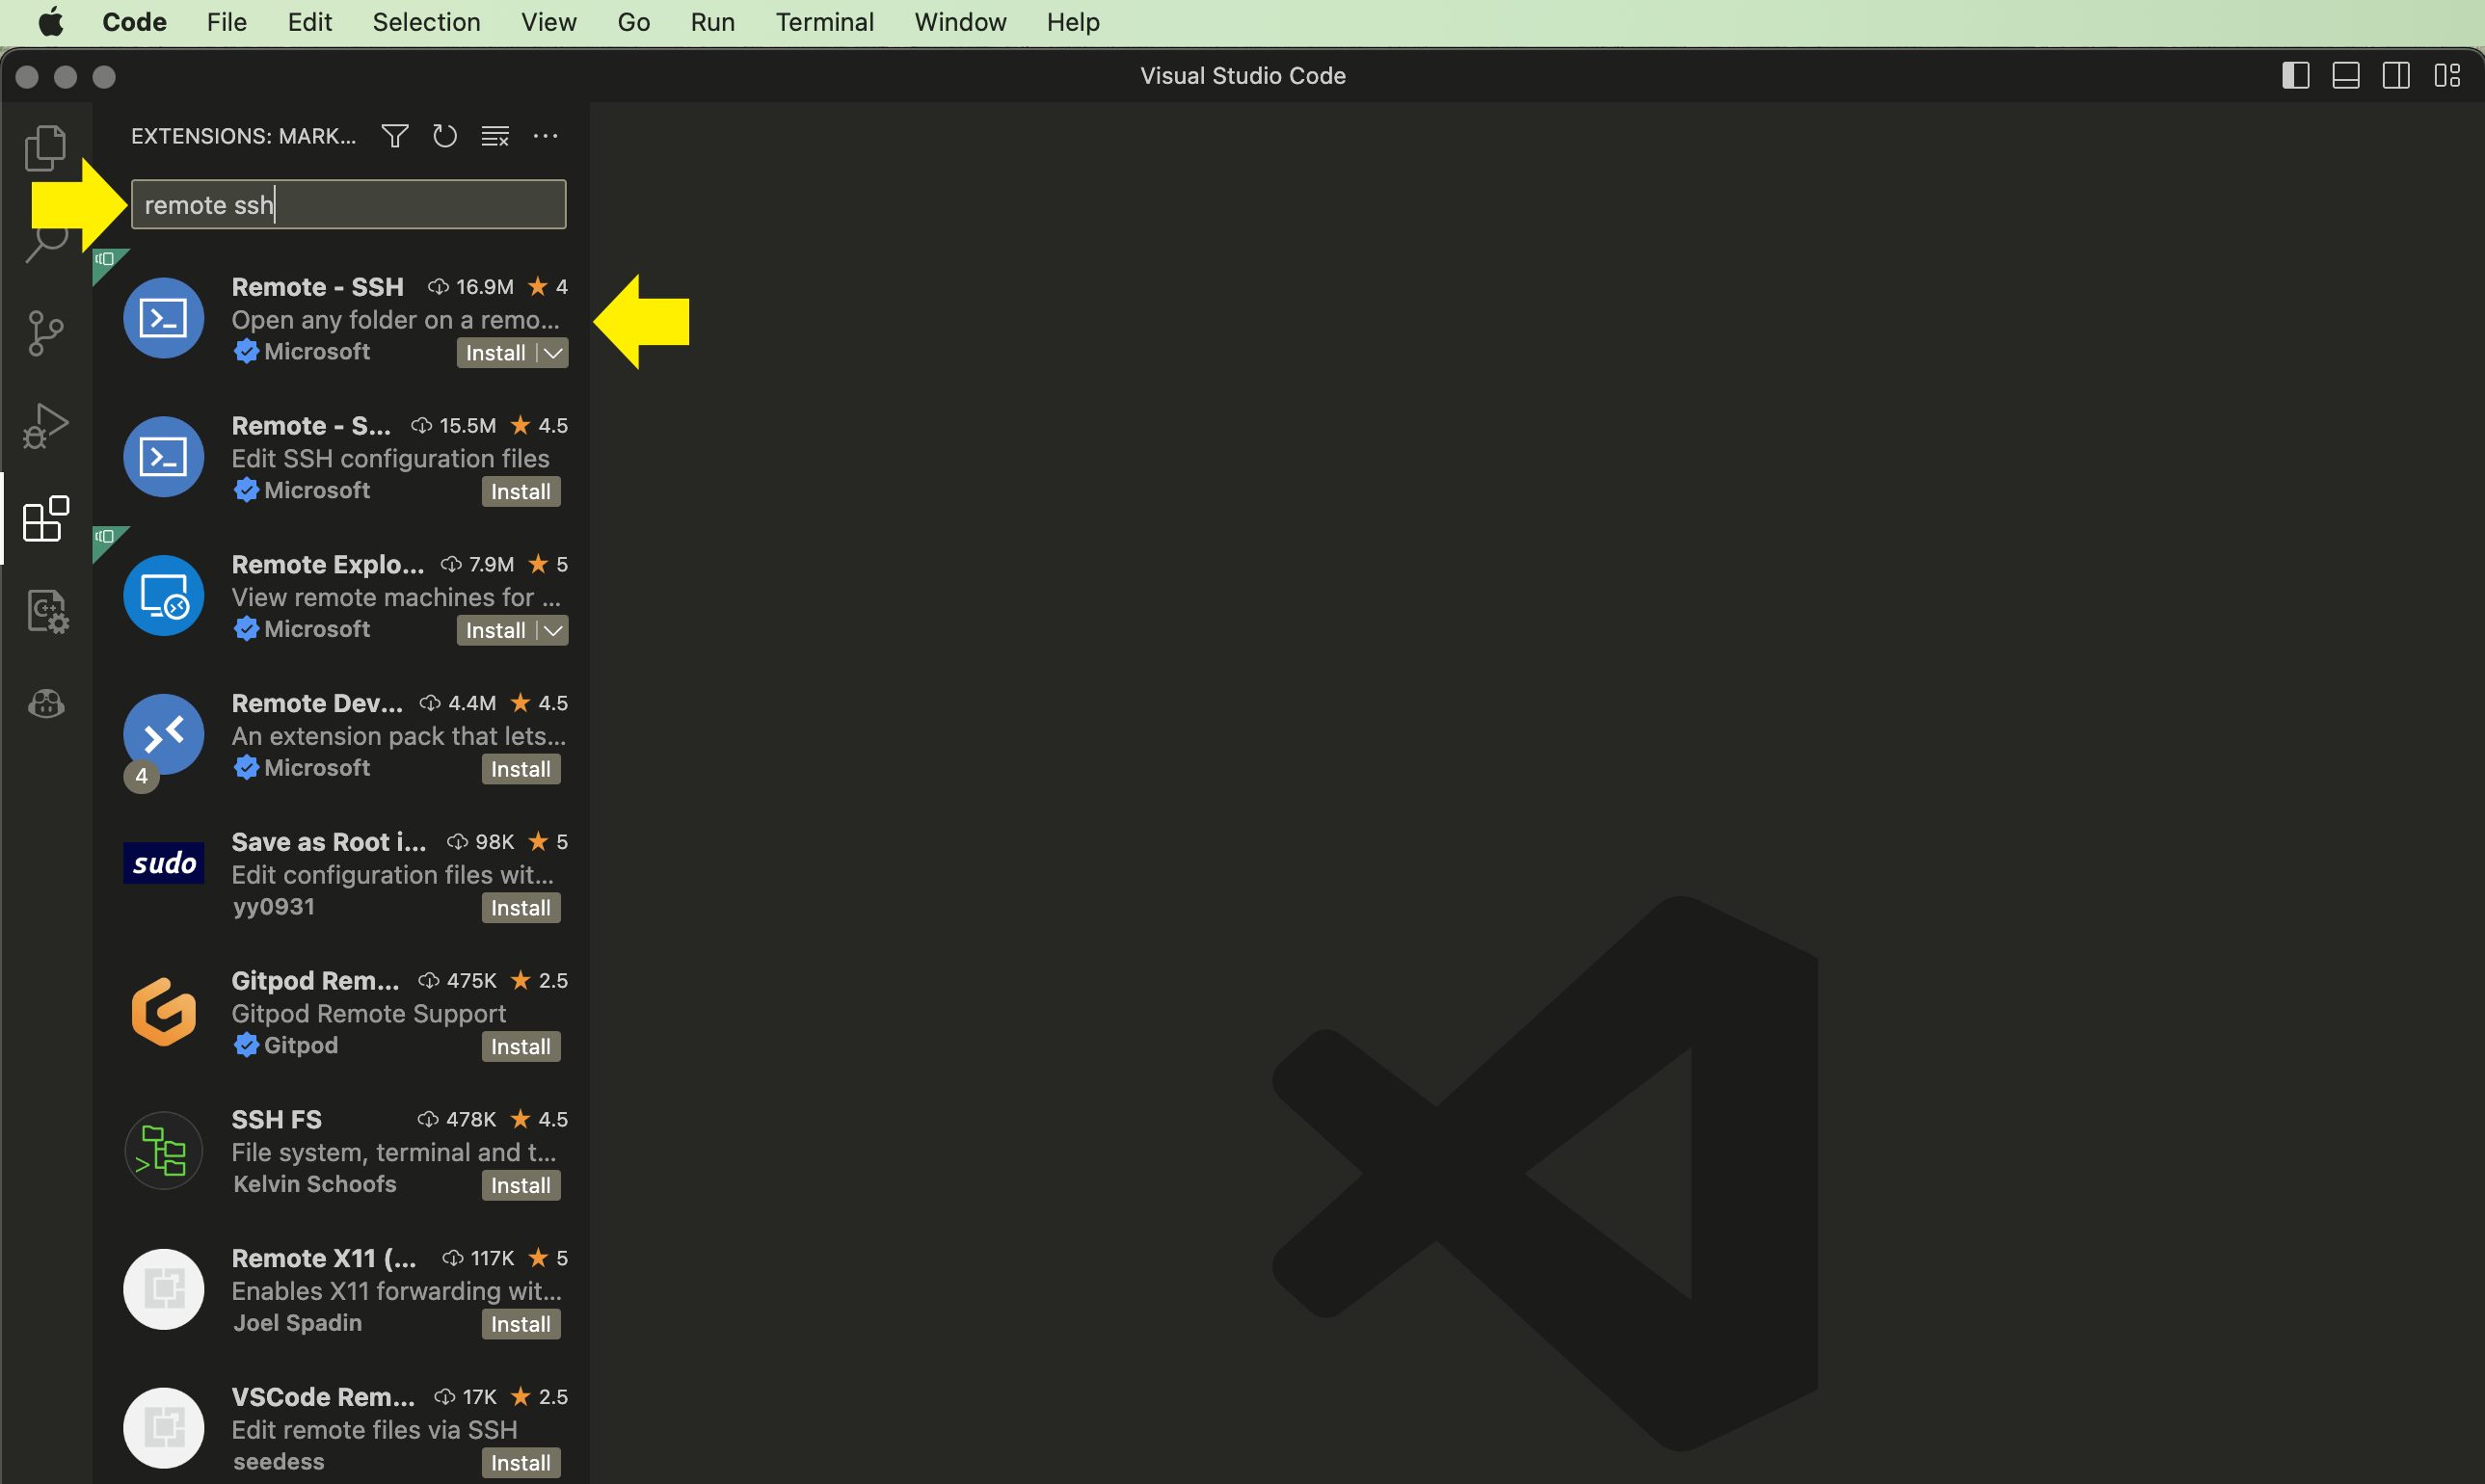 Code File Edit Selection View Go Run Terminal Window Help
Visual Studio Code
EXTENSIONS: MARK...
remote ssh
Remote - SSH 16.9M 4
Open any folder on a remo...
Microsoft Install
Remote - S... 15.5M 4.5
Edit SSH configuration files
Microsoft Install
Remote Explo... 7.9M 5
View remote machines for ...
Microsoft Install
Remote Dev... 4.4M 4.5
An extension pack that lets...
4 Microsoft Install
sudo
Save as Root i... 98K 5
Edit configuration files wit...
yy0931 Install
Gitpod Rem... 475K 2.5
Gitpod Remote Support
Gitpod Install
SSH FS 478K 4.5
File system, terminal and t...
Kelvin Schoofs Install
Remote X11 (... 117K 5
Enables X11 forwarding wit...
Joel Spadin Install
VSCode Rem... 17K 2.5
Edit remote files via SSH
seedess Install
C++